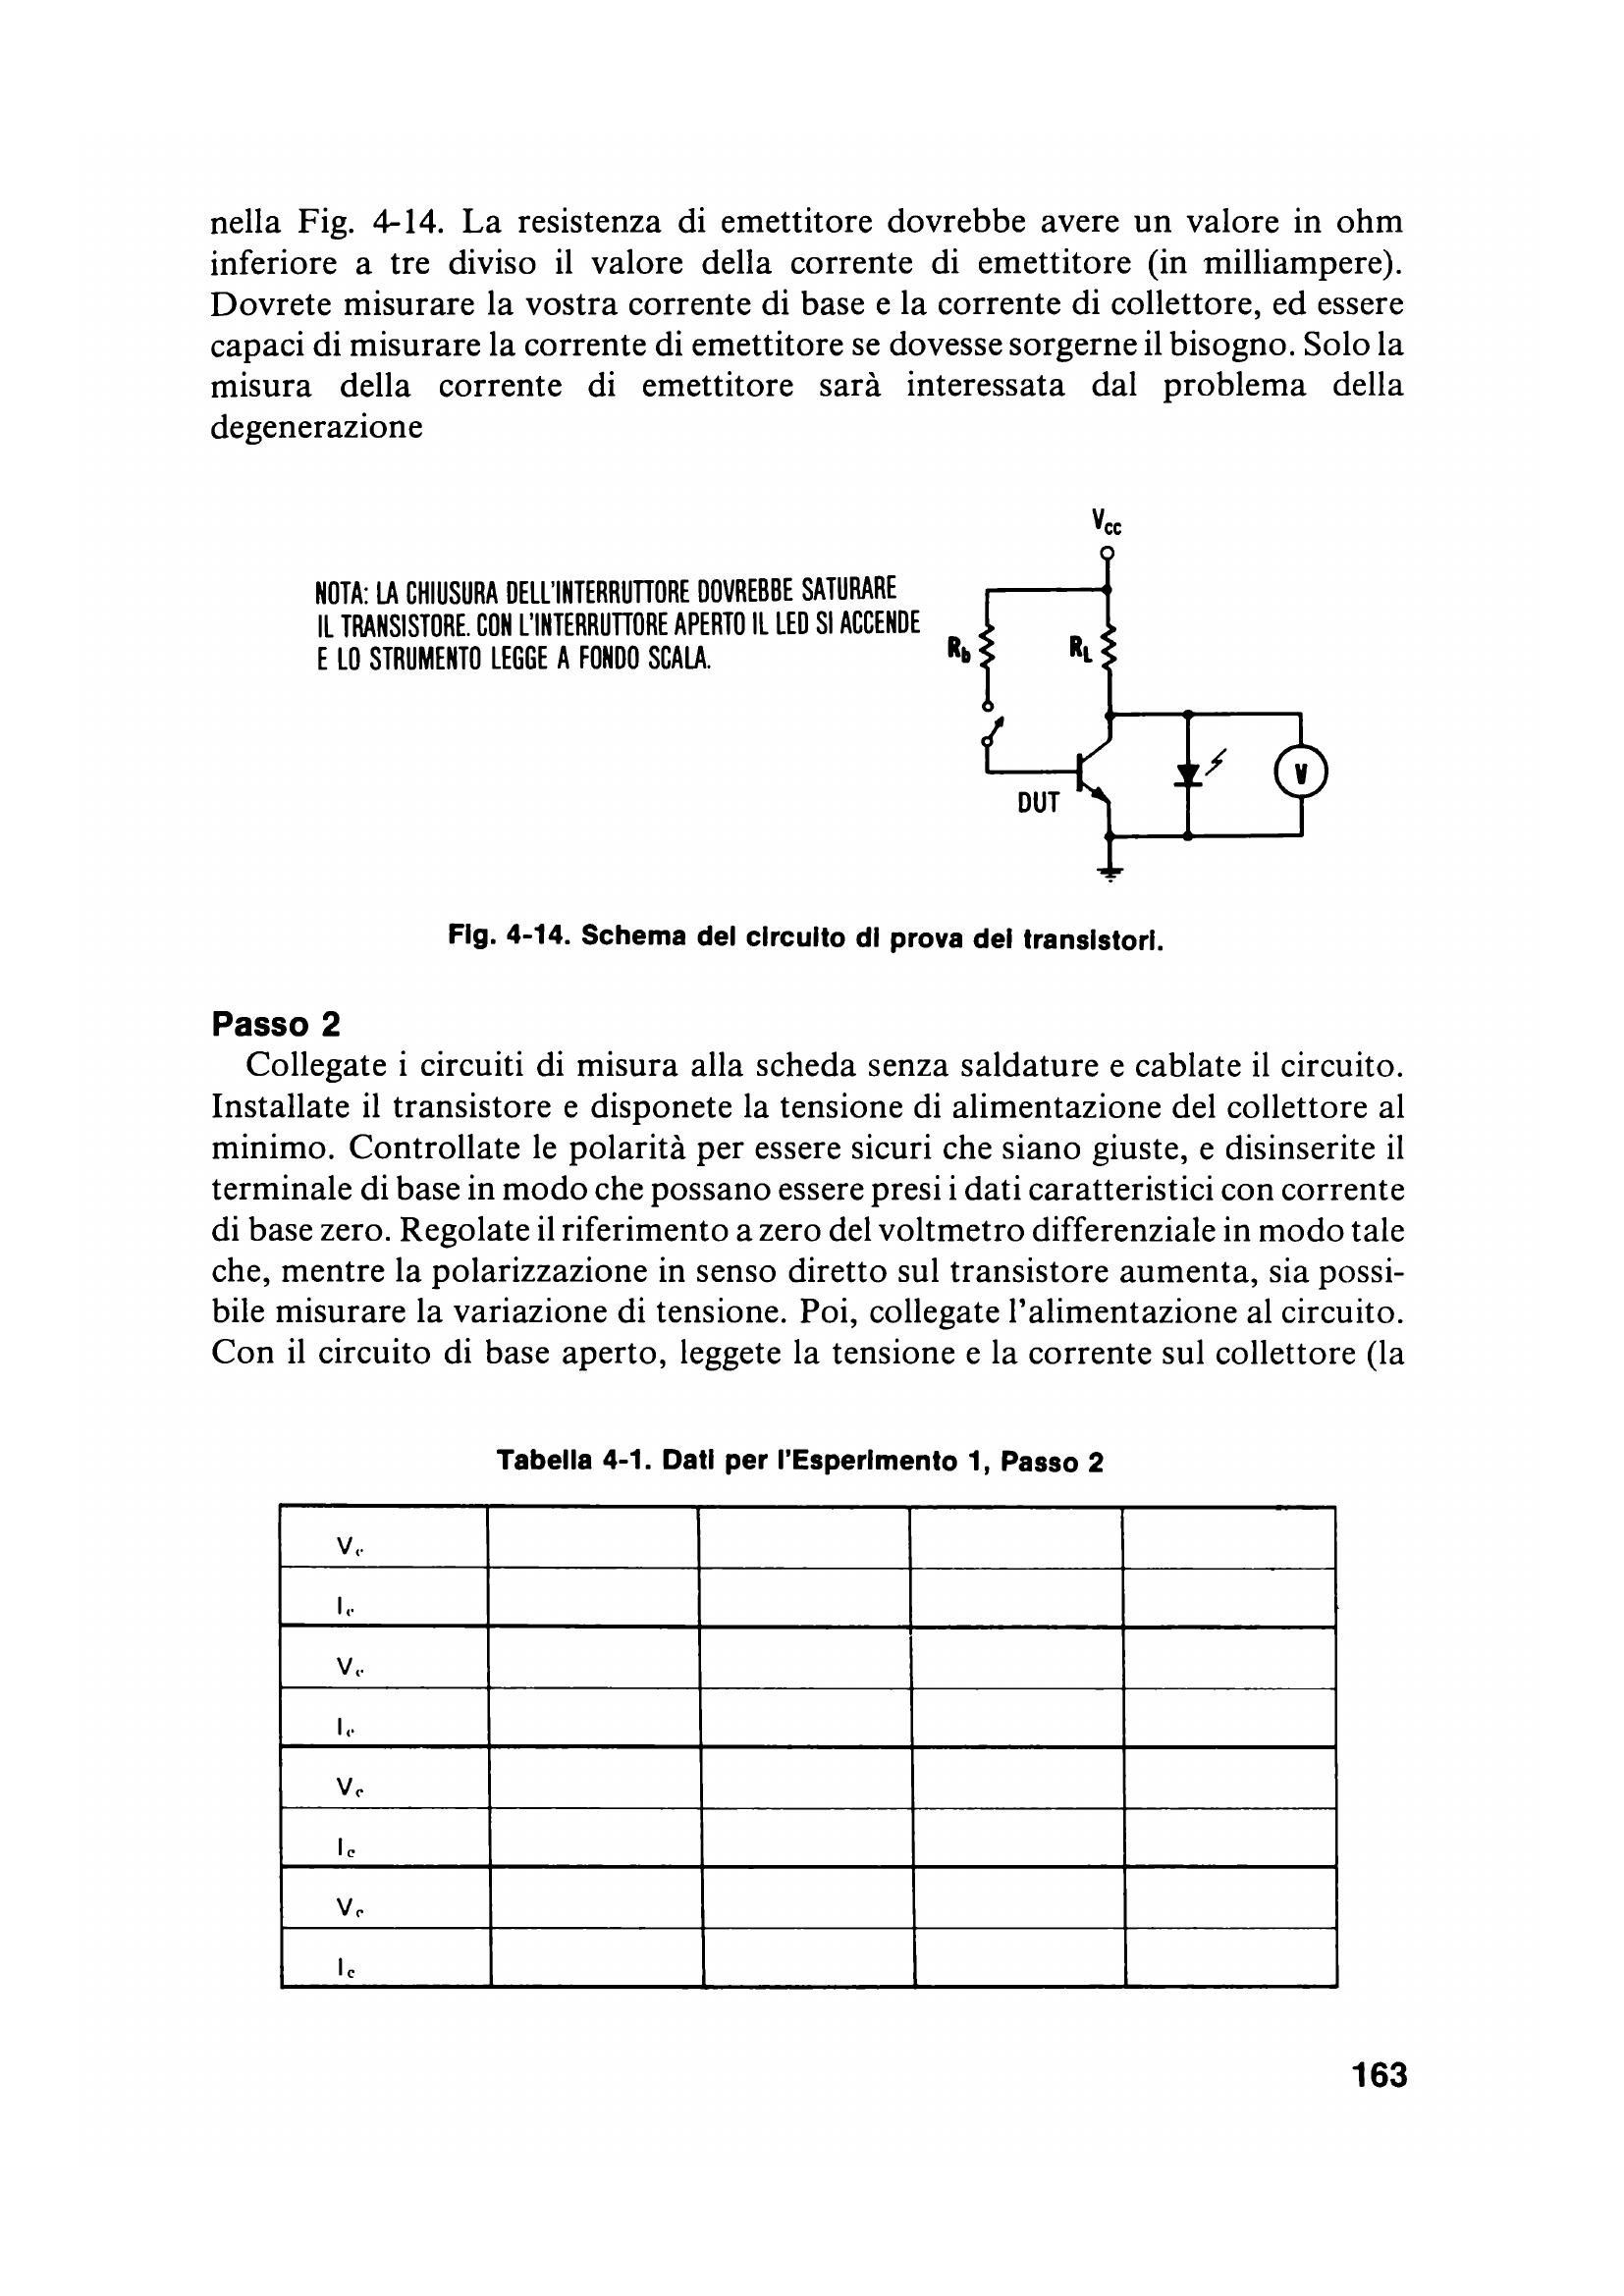 nella Fig. 4-14. La resistenza di emettitore dovrebbe avere un valore in ohm
inferiore a tre diviso il valore della corrente di emettitore (in milliampere).
Dovrete misurare la vostra corrente di base e la corrente di collettore, ed essere
capaci di misurare la corrente di emettitore se dovesse sorgerne il bisogno. Solo la
misura della corrente di emettitore sarà interessata dal problema della
degenerazione
V_cc
NOTA: LA CHIUSURA DELL'INTERRUTTORE DOVREBBE SATURARE
IL TRANSISTORE. CON L'INTERRUTTORE APERTO IL LED SI ACCENDE
E LO STRUMENTO LEGGE A FONDO SCALA.
R_b
R_L
V
DUT
Fig. 4-14. Schema del circuito di prova dei transistori.
Passo 2
Collegate i circuiti di misura alla scheda senza saldature e cablate il circuito.
Installate il transistore e disponete la tensione di alimentazione del collettore al
minimo. Controllate le polarità per essere sicuri che siano giuste, e disinserite il
terminale di base in modo che possano essere presi i dati caratteristici con corrente
di base zero. Regolate il riferimento a zero del voltmetro differenziale in modo tale
che, mentre la polarizzazione in senso diretto sul transistore aumenta, sia possi-
bile misurare la variazione di tensione. Poi, collegate l'alimentazione al circuito.
Con il circuito di base aperto, leggete la tensione e la corrente sul collettore (la
Tabella 4-1. Dati per l'Esperimento 1, Passo 2
V_c
I_c
V_c
I_c
V_c
I_c
V_c
I_c
163